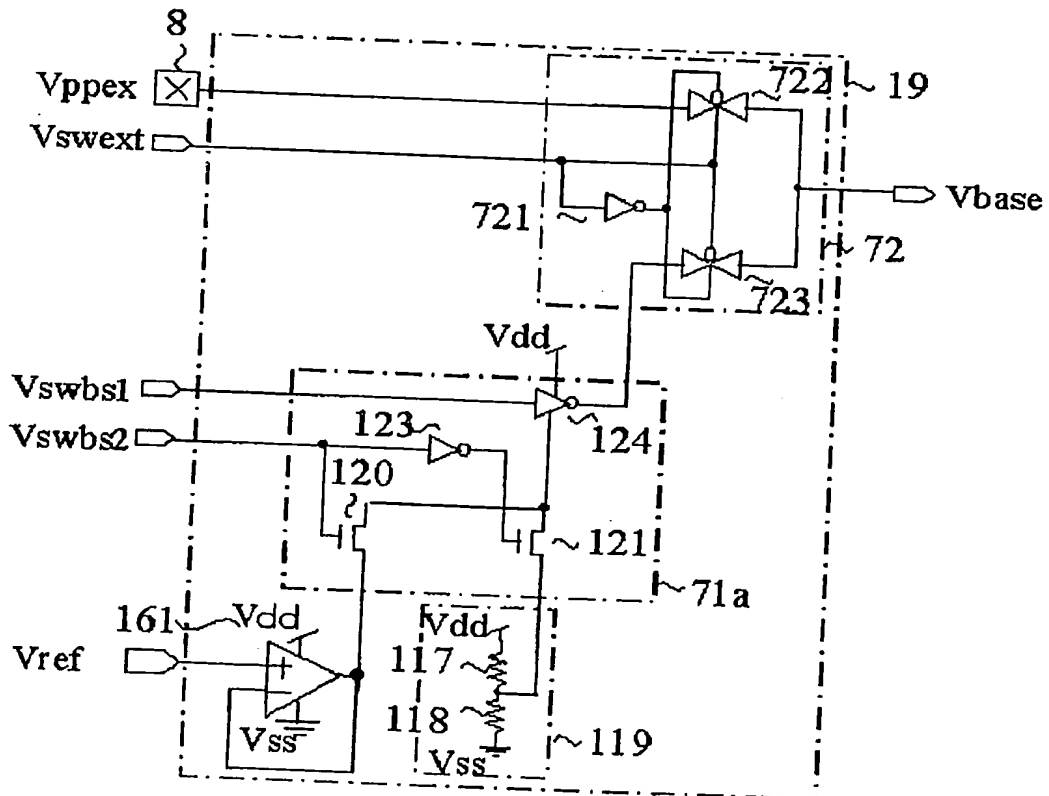 8
Vppex
722
19
Vswext
721
Vbase
72
723
Vdd
Vswbs1
124
Vswbs2
123
120
121
71a
161
Vdd
Vdd
Vref
117
118
Vss
119
Vss